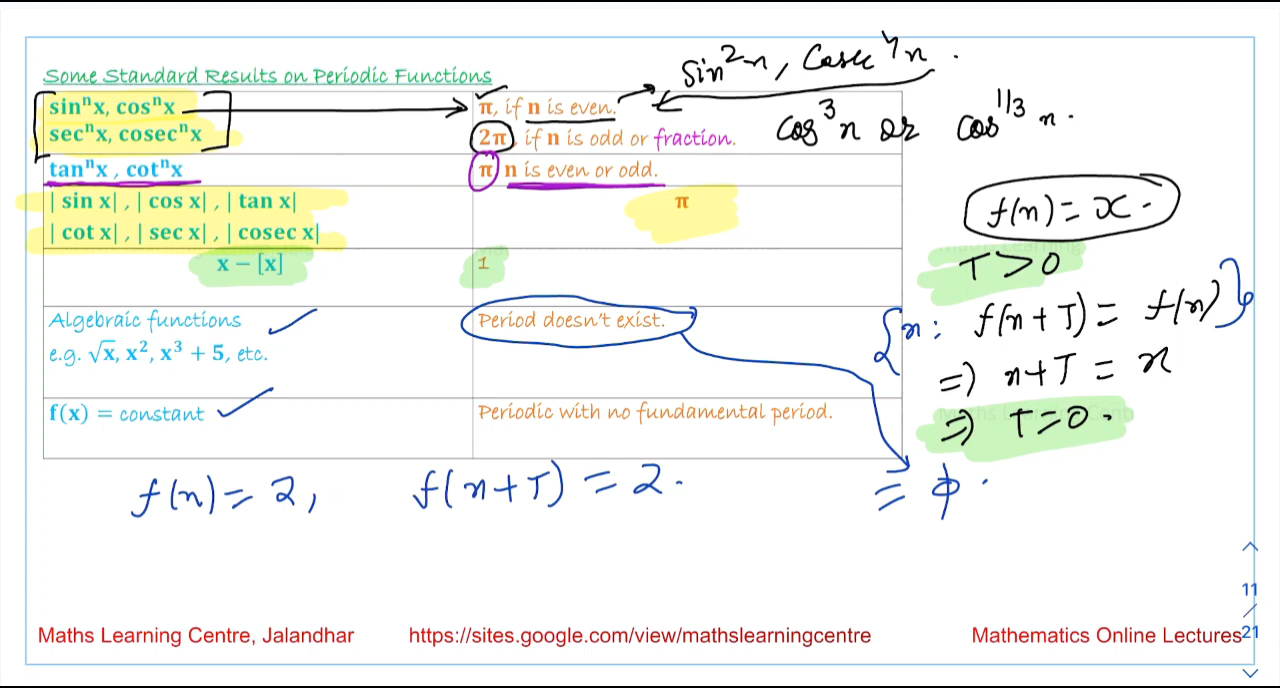 Some Standard Results on Periodic Functions
sin²n, Cosec⁴n.
sinⁿx, cosⁿx
π, if n is even.
secⁿx, cosecⁿx
2π, if n is odd or fraction.
cos³n or cos^1/3 n.
tanⁿx , cotⁿx
π n is even or odd.
| sin x| , | cos x| , | tan x|
| cot x| , | sec x| , | cosec x|
π
f(n) = x.
x − [x]
1
T > 0
Algebraic functions
e.g. √x, x², x³ + 5, etc.
Period doesn't exist.
{n: f(n+T) = f(n)}
=) n+T = x
f(x) = constant
Periodic with no fundamental period.
=) T=0.
f(n) = 2, f(n+T) = 2.
= ϕ.
11
/
21
Maths Learning Centre, Jalandhar
https://sites.google.com/view/mathslearningcentre
Mathematics Online Lectures